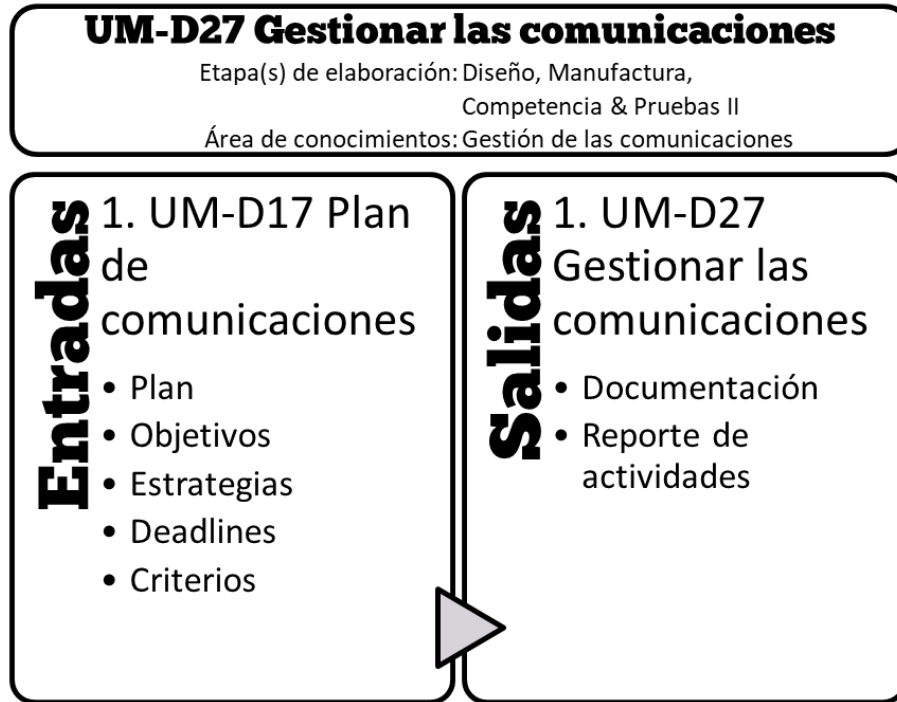 UM-D27 Gestionar las comunicaciones
Etapa(s) de elaboración: Diseño, Manufactura,
Competencia & Pruebas II
Área de conocimientos: Gestión de las comunicaciones
Entradas
1. UM-D17 Plan
de
comunicaciones
• Plan
• Objetivos
• Estrategias
• Deadlines
• Criterios
Salidas
1. UM-D27
Gestionar las
comunicaciones
• Documentación
• Reporte de
actividades